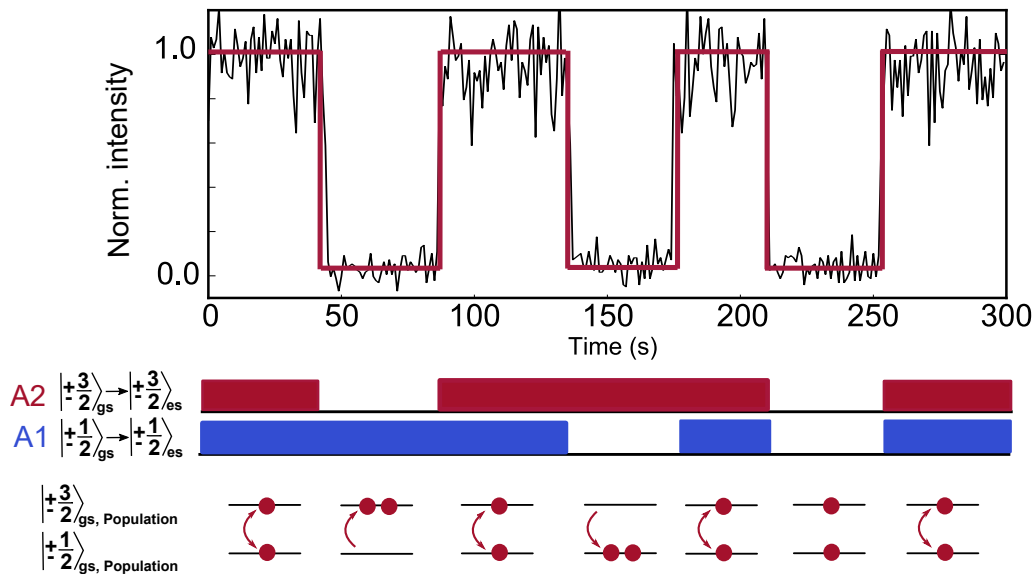 Norm. intensity
1.0
0.0
0 50 100 150 200 250 300
Time (s)
A2 |±3/2⟩gs→|±3/2⟩es
A1 |±1/2⟩gs→|±1/2⟩es
|±3/2⟩gs, Population
|±1/2⟩gs, Population